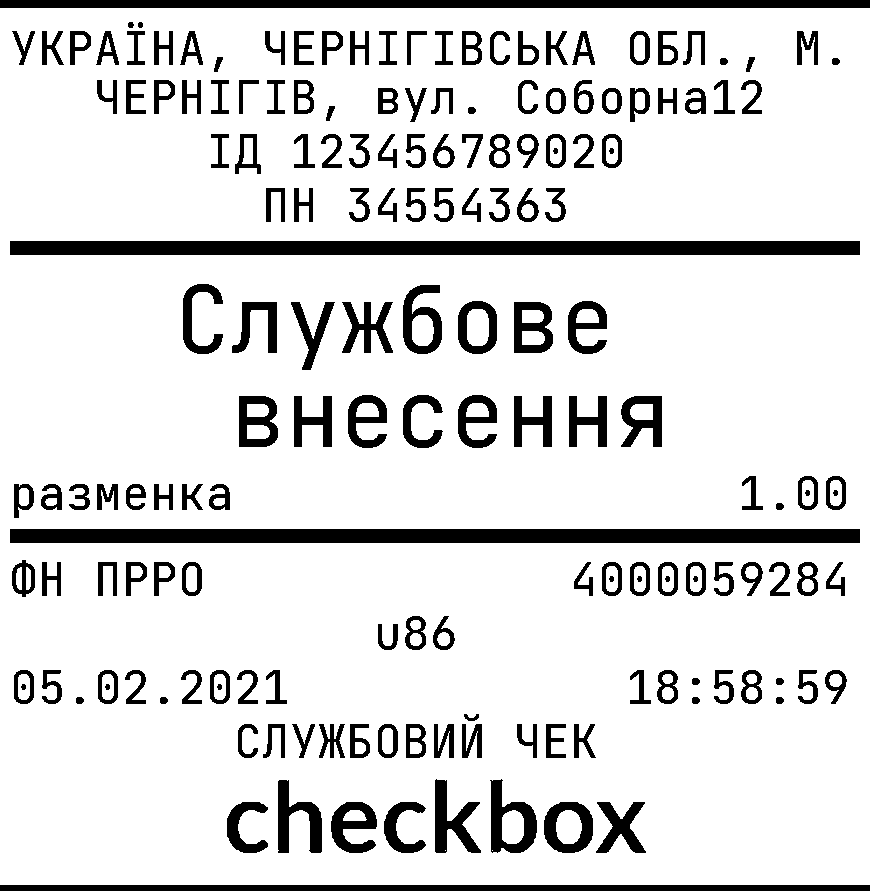 УКРАЇНА, ЧЕРНІГІВСЬКА ОБЛ., М.
ЧЕРНІГІВ, вул. Соборна12
ІД 123456789020
ПН 34554363
Службове
внесення
разменка 1.00
ФН ПРРО 4000059284
u86
05.02.2021 18:58:59
СЛУЖБОВИЙ ЧЕК
checkbox